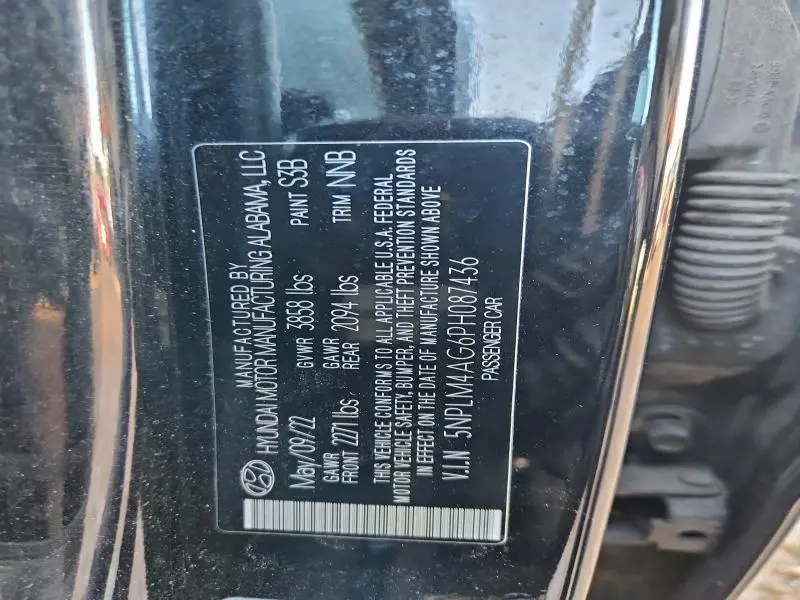 MANUFACTURED BY
HYUNDAI MOTOR MANUFACTURING ALABAMA, LLC
May/09/22 GVWR 3858 lbs PAINT S3B
GAWR FRONT 2271 lbs GAWR REAR 2094 lbs TRIM NNB
THIS VEHICLE CONFORMS TO ALL APPLICABLE U.S.A. FEDERAL
MOTOR VEHICLE SAFETY, BUMPER, AND THEFT PREVENTION STANDARDS
IN EFFECT ON THE DATE OF MANUFACTURE SHOWN ABOVE
V.I.N 5NPLM4AG6PH087436
PASSENGER CAR